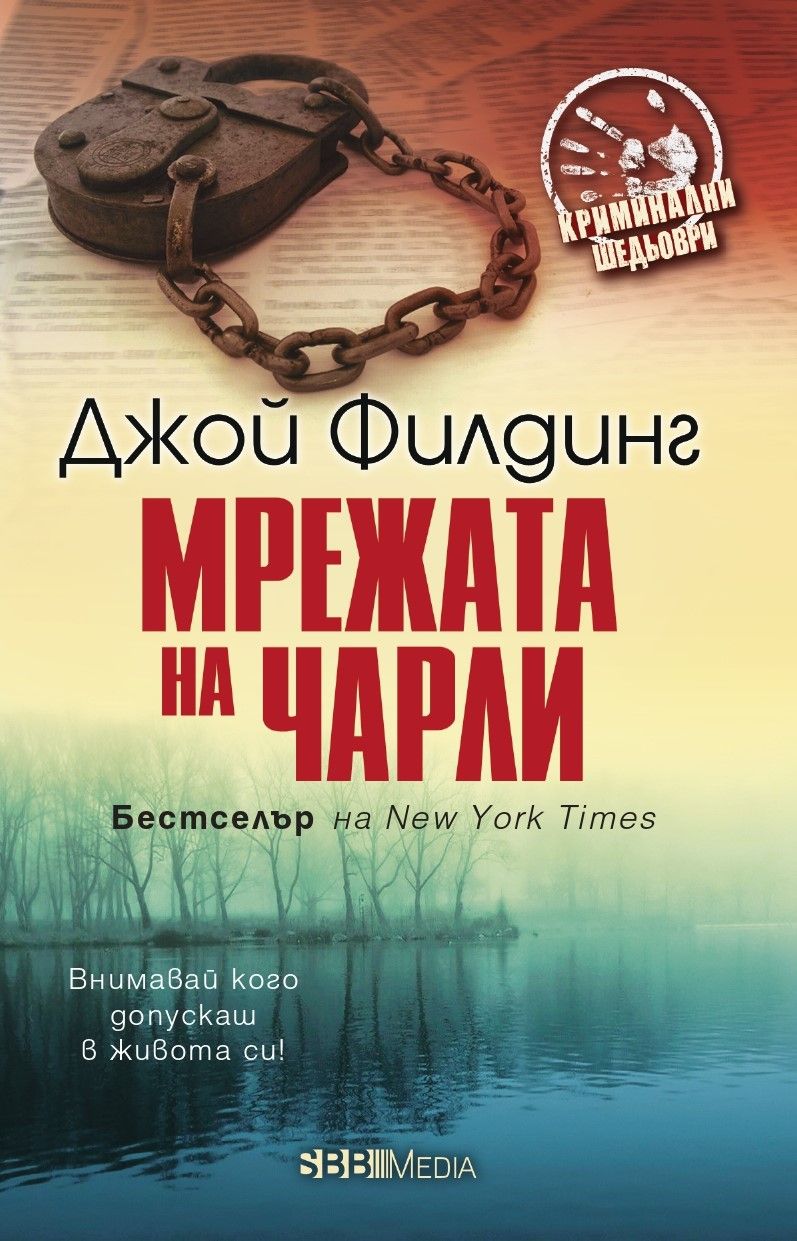 КРИМИНАЛНИ
ШЕДЬОВРИ
Джой Филдинг
МРЕЖАТА
НА ЧАРЛИ
Бестселър на New York Times
Внимавай кого
допускаш
в живота си!
SBB MEDIA